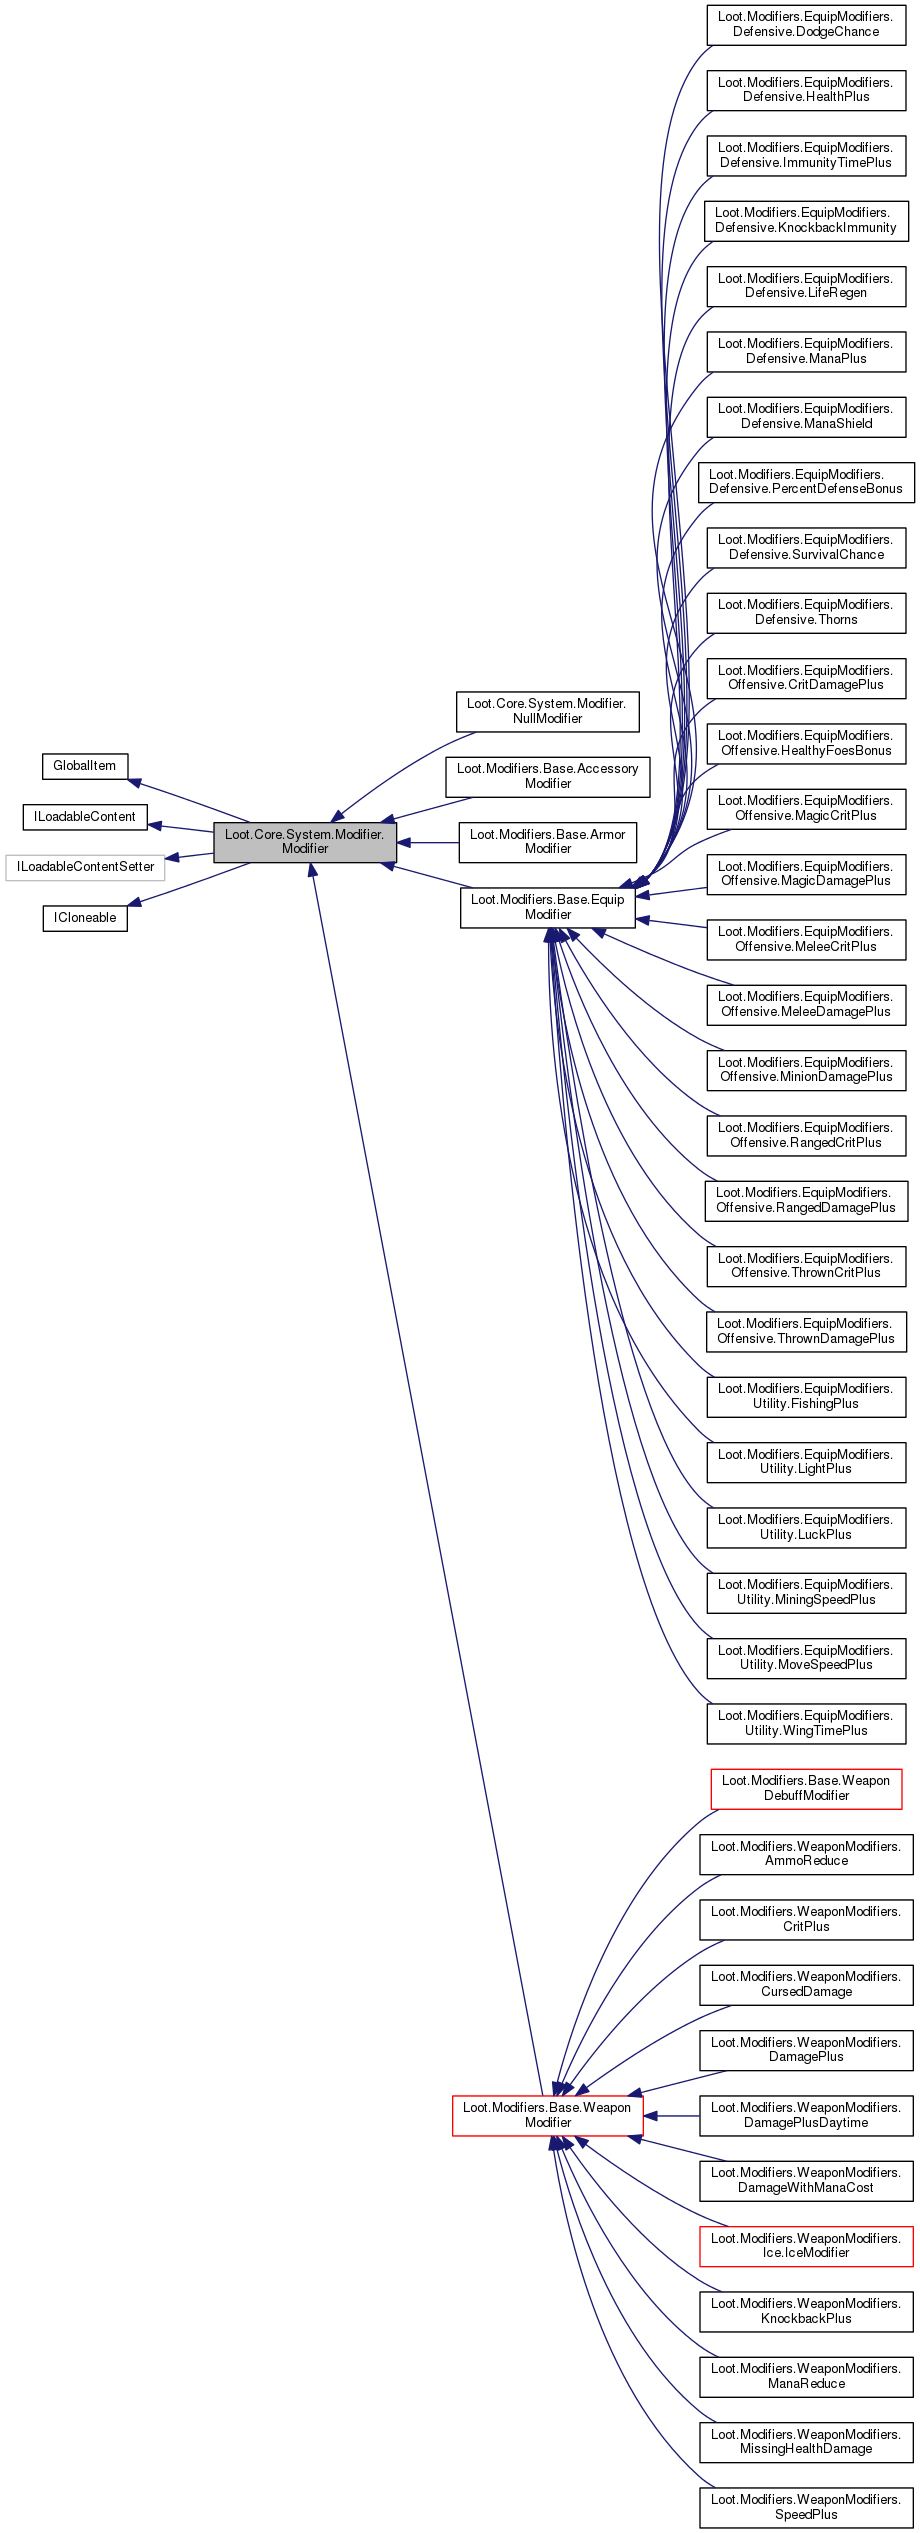 GlobalItem
ILoadableContent
ILoadableContentSetter
ICloneable
Loot.Core.System.Modifier.
Modifier
Loot.Core.System.Modifier.
NullModifier
Loot.Modifiers.Base.Accessory
Modifier
Loot.Modifiers.Base.Armor
Modifier
Loot.Modifiers.Base.Equip
Modifier
Loot.Modifiers.Base.Weapon
Modifier
Loot.Modifiers.EquipModifiers.
Defensive.DodgeChance
Loot.Modifiers.EquipModifiers.
Defensive.HealthPlus
Loot.Modifiers.EquipModifiers.
Defensive.ImmunityTimePlus
Loot.Modifiers.EquipModifiers.
Defensive.KnockbackImmunity
Loot.Modifiers.EquipModifiers.
Defensive.LifeRegen
Loot.Modifiers.EquipModifiers.
Defensive.ManaPlus
Loot.Modifiers.EquipModifiers.
Defensive.ManaShield
Loot.Modifiers.EquipModifiers.
Defensive.PercentDefenseBonus
Loot.Modifiers.EquipModifiers.
Defensive.SurvivalChance
Loot.Modifiers.EquipModifiers.
Defensive.Thorns
Loot.Modifiers.EquipModifiers.
Offensive.CritDamagePlus
Loot.Modifiers.EquipModifiers.
Offensive.HealthyFoesBonus
Loot.Modifiers.EquipModifiers.
Offensive.MagicCritPlus
Loot.Modifiers.EquipModifiers.
Offensive.MagicDamagePlus
Loot.Modifiers.EquipModifiers.
Offensive.MeleeCritPlus
Loot.Modifiers.EquipModifiers.
Offensive.MeleeDamagePlus
Loot.Modifiers.EquipModifiers.
Offensive.MinionDamagePlus
Loot.Modifiers.EquipModifiers.
Offensive.RangedCritPlus
Loot.Modifiers.EquipModifiers.
Offensive.RangedDamagePlus
Loot.Modifiers.EquipModifiers.
Offensive.ThrownCritPlus
Loot.Modifiers.EquipModifiers.
Offensive.ThrownDamagePlus
Loot.Modifiers.EquipModifiers.
Utility.FishingPlus
Loot.Modifiers.EquipModifiers.
Utility.LightPlus
Loot.Modifiers.EquipModifiers.
Utility.LuckPlus
Loot.Modifiers.EquipModifiers.
Utility.MiningSpeedPlus
Loot.Modifiers.EquipModifiers.
Utility.MoveSpeedPlus
Loot.Modifiers.EquipModifiers.
Utility.WingTimePlus
Loot.Modifiers.Base.Weapon
DebuffModifier
Loot.Modifiers.WeaponModifiers.
AmmoReduce
Loot.Modifiers.WeaponModifiers.
CritPlus
Loot.Modifiers.WeaponModifiers.
CursedDamage
Loot.Modifiers.WeaponModifiers.
DamagePlus
Loot.Modifiers.WeaponModifiers.
DamagePlusDaytime
Loot.Modifiers.WeaponModifiers.
DamageWithManaCost
Loot.Modifiers.WeaponModifiers.
Ice.IceModifier
Loot.Modifiers.WeaponModifiers.
KnockbackPlus
Loot.Modifiers.WeaponModifiers.
ManaReduce
Loot.Modifiers.WeaponModifiers.
MissingHealthDamage
Loot.Modifiers.WeaponModifiers.
SpeedPlus